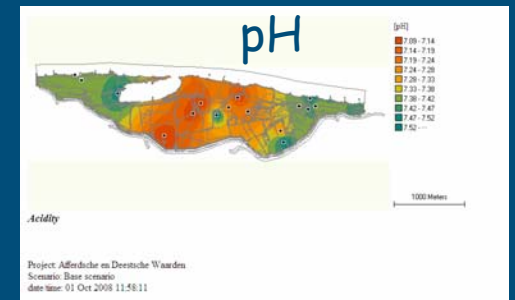 pH
[pH]
7.09 - 7.14
7.14 - 7.19
7.19 - 7.24
7.24 - 7.28
7.28 - 7.33
7.33 - 7.38
7.38 - 7.42
7.42 - 7.47
7.47 - 7.52
7.52 - ...
1000 Meters
Acidity
Project: Afferdsche en Deestsche Waarden
Scenario: Base scenario
date time: 01 Oct 2008 11:58:11